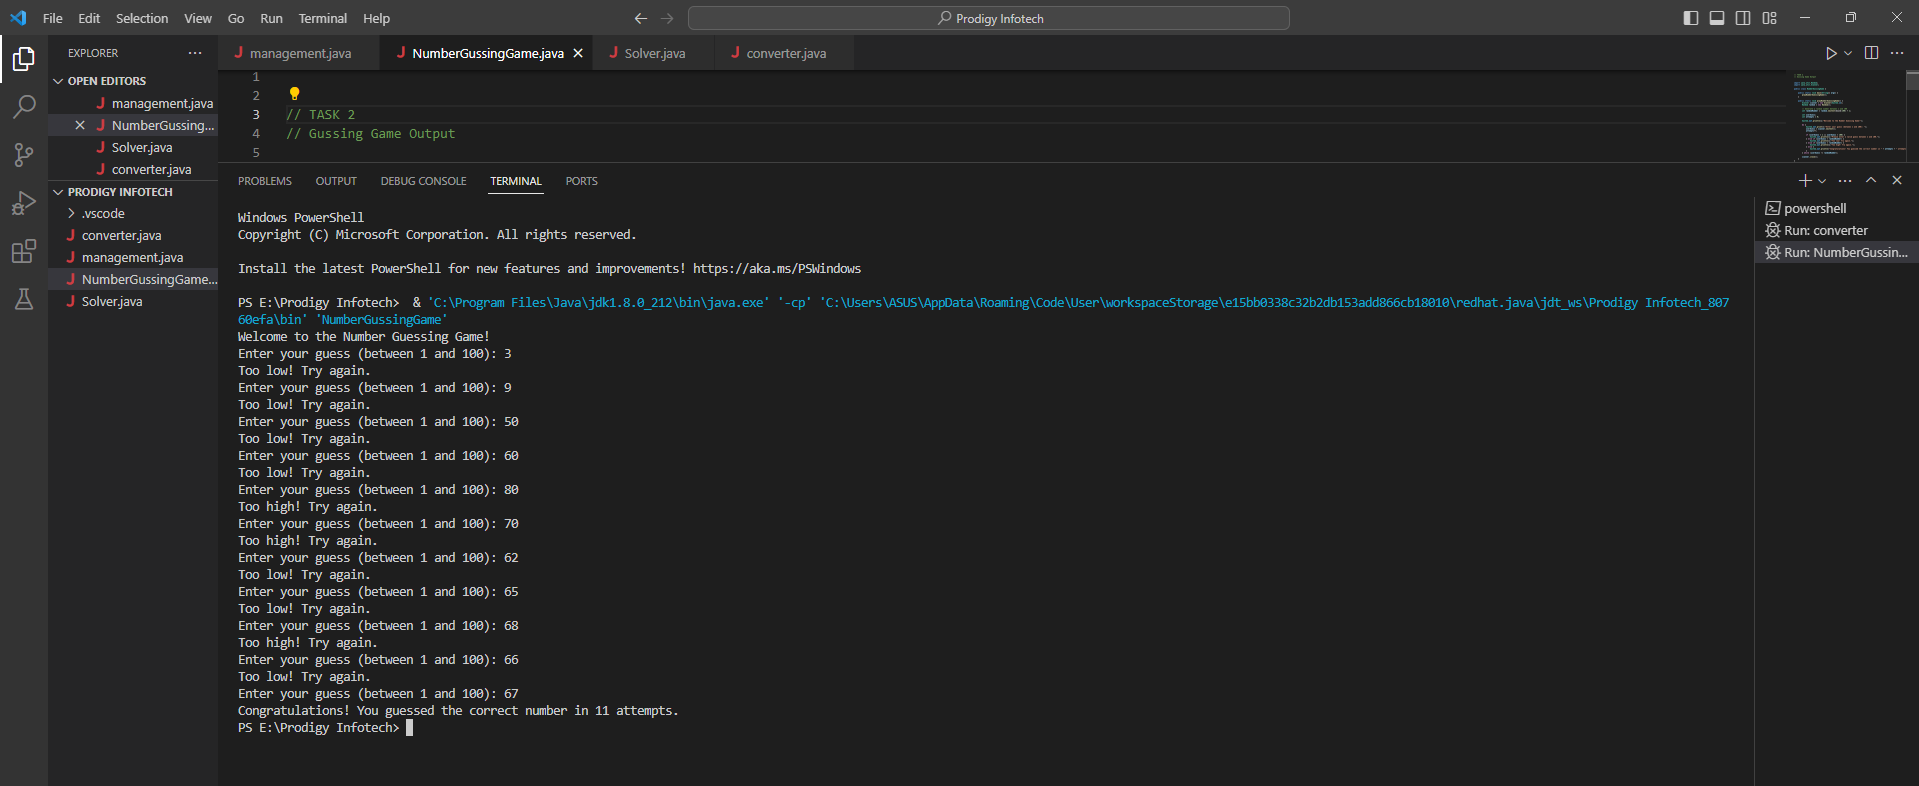 File Edit Selection View Go Run Terminal Help
Prodigy Infotech
EXPLORER
OPEN EDITORS
management.java
NumberGussing...
Solver.java
converter.java
PRODIGY INFOTECH
.vscode
converter.java
management.java
NumberGussingGame...
Solver.java
management.java NumberGussingGame.java Solver.java converter.java
1
2
3 // TASK 2
4 // Gussing Game Output
5
PROBLEMS OUTPUT DEBUG CONSOLE TERMINAL PORTS
Windows PowerShell
Copyright (C) Microsoft Corporation. All rights reserved.
Install the latest PowerShell for new features and improvements! https://aka.ms/PSWindows
PS E:\Prodigy Infotech>  & 'C:\Program Files\Java\jdk1.8.0_212\bin\java.exe' '-cp' 'C:\Users\ASUS\AppData\Roaming\Code\User\workspaceStorage\e15bb0338c32b2db153add866cb18010\redhat.java\jdt_ws\Prodigy Infotech_807
60efa\bin' 'NumberGussingGame'
Welcome to the Number Guessing Game!
Enter your guess (between 1 and 100): 3
Too low! Try again.
Enter your guess (between 1 and 100): 9
Too low! Try again.
Enter your guess (between 1 and 100): 50
Too low! Try again.
Enter your guess (between 1 and 100): 60
Too low! Try again.
Enter your guess (between 1 and 100): 80
Too high! Try again.
Enter your guess (between 1 and 100): 70
Too high! Try again.
Enter your guess (between 1 and 100): 62
Too low! Try again.
Enter your guess (between 1 and 100): 65
Too low! Try again.
Enter your guess (between 1 and 100): 68
Too high! Try again.
Enter your guess (between 1 and 100): 66
Too low! Try again.
Enter your guess (between 1 and 100): 67
Congratulations! You guessed the correct number in 11 attempts.
PS E:\Prodigy Infotech>
powershell
Run: converter
Run: NumberGussin...